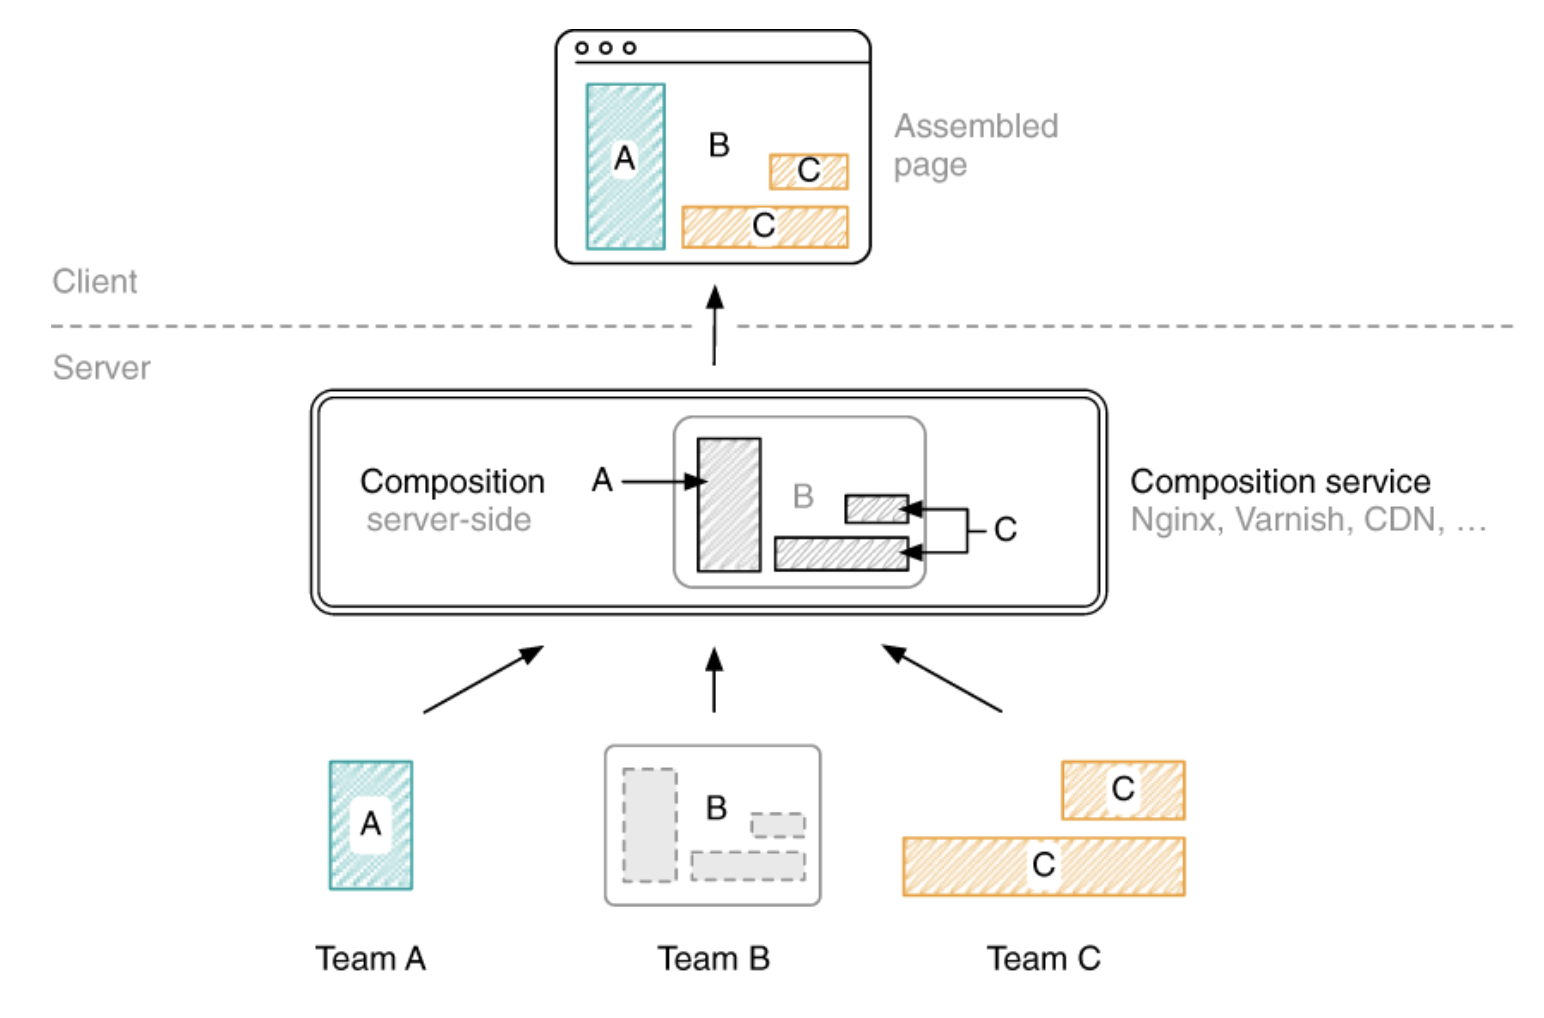 A
B
C
C
Assembled
page
Client
Server
Composition
server-side
A
B
C
Composition service
Nginx, Varnish, CDN, …
A
B
C
C
Team A
Team B
Team C